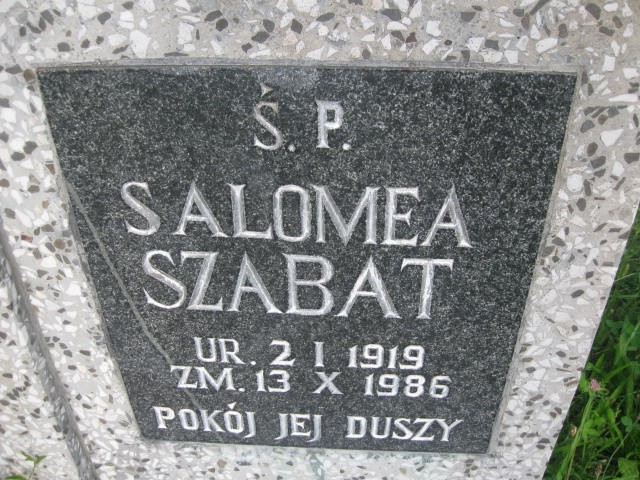 Ś. P.
SALOMEA
SZABAT
UR. 2 I 1919
ZM. 13 X 1986
POKÓJ JEJ DUSZY